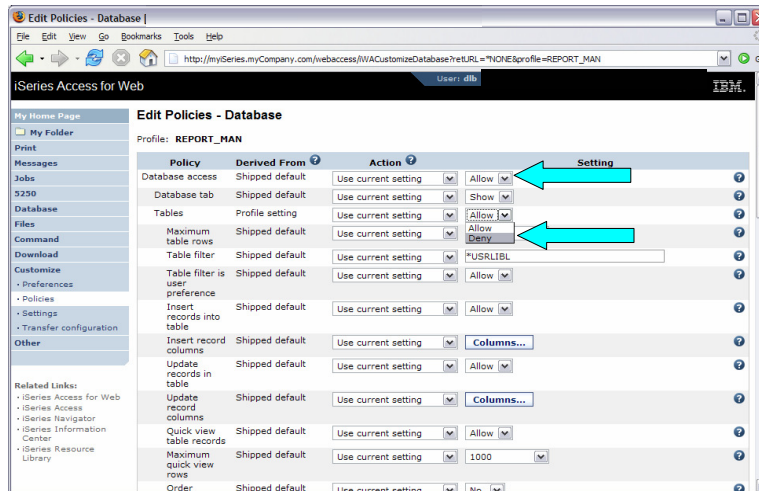 Edit Policies - Database |
File Edit View Go Bookmarks Tools Help
http://myiSeries.myCompany.com/webaccess/iWACustomizeDatabase?retURL="NONE&profile=REPORT_MAN
iSeries Access for Web
User: dlb
IBM.
My Home Page
My Folder
Print
Messages
Jobs
5250
Database
Files
Command
Download
Customize
• Preferences
• Policies
• Settings
• Transfer configuration
Other
Related Links:
• iSeries Access for Web
• iSeries Access
• iSeries Navigator
• iSeries Information Center
• iSeries Resource Library
Edit Policies - Database
Profile: REPORT_MAN
Policy Derived From ? Action ? Setting
Database access Shipped default Use current setting Allow ?
Database tab Shipped default Use current setting Show ?
Tables Profile setting Use current setting Allow ?
Allow
Deny
Maximum table rows Shipped default Use current setting ?
Table filter Shipped default Use current setting *USRLIBL ?
Table filter is user preference Shipped default Use current setting Allow ?
Insert records into table Shipped default Use current setting Allow ?
Insert record columns Shipped default Use current setting Columns... ?
Update records in table Shipped default Use current setting Allow ?
Update record columns Shipped default Use current setting Columns... ?
Quick view table records Shipped default Use current setting Allow ?
Maximum quick view rows Shipped default Use current setting 1000 ?
Order Shipped default Use current setting No ?